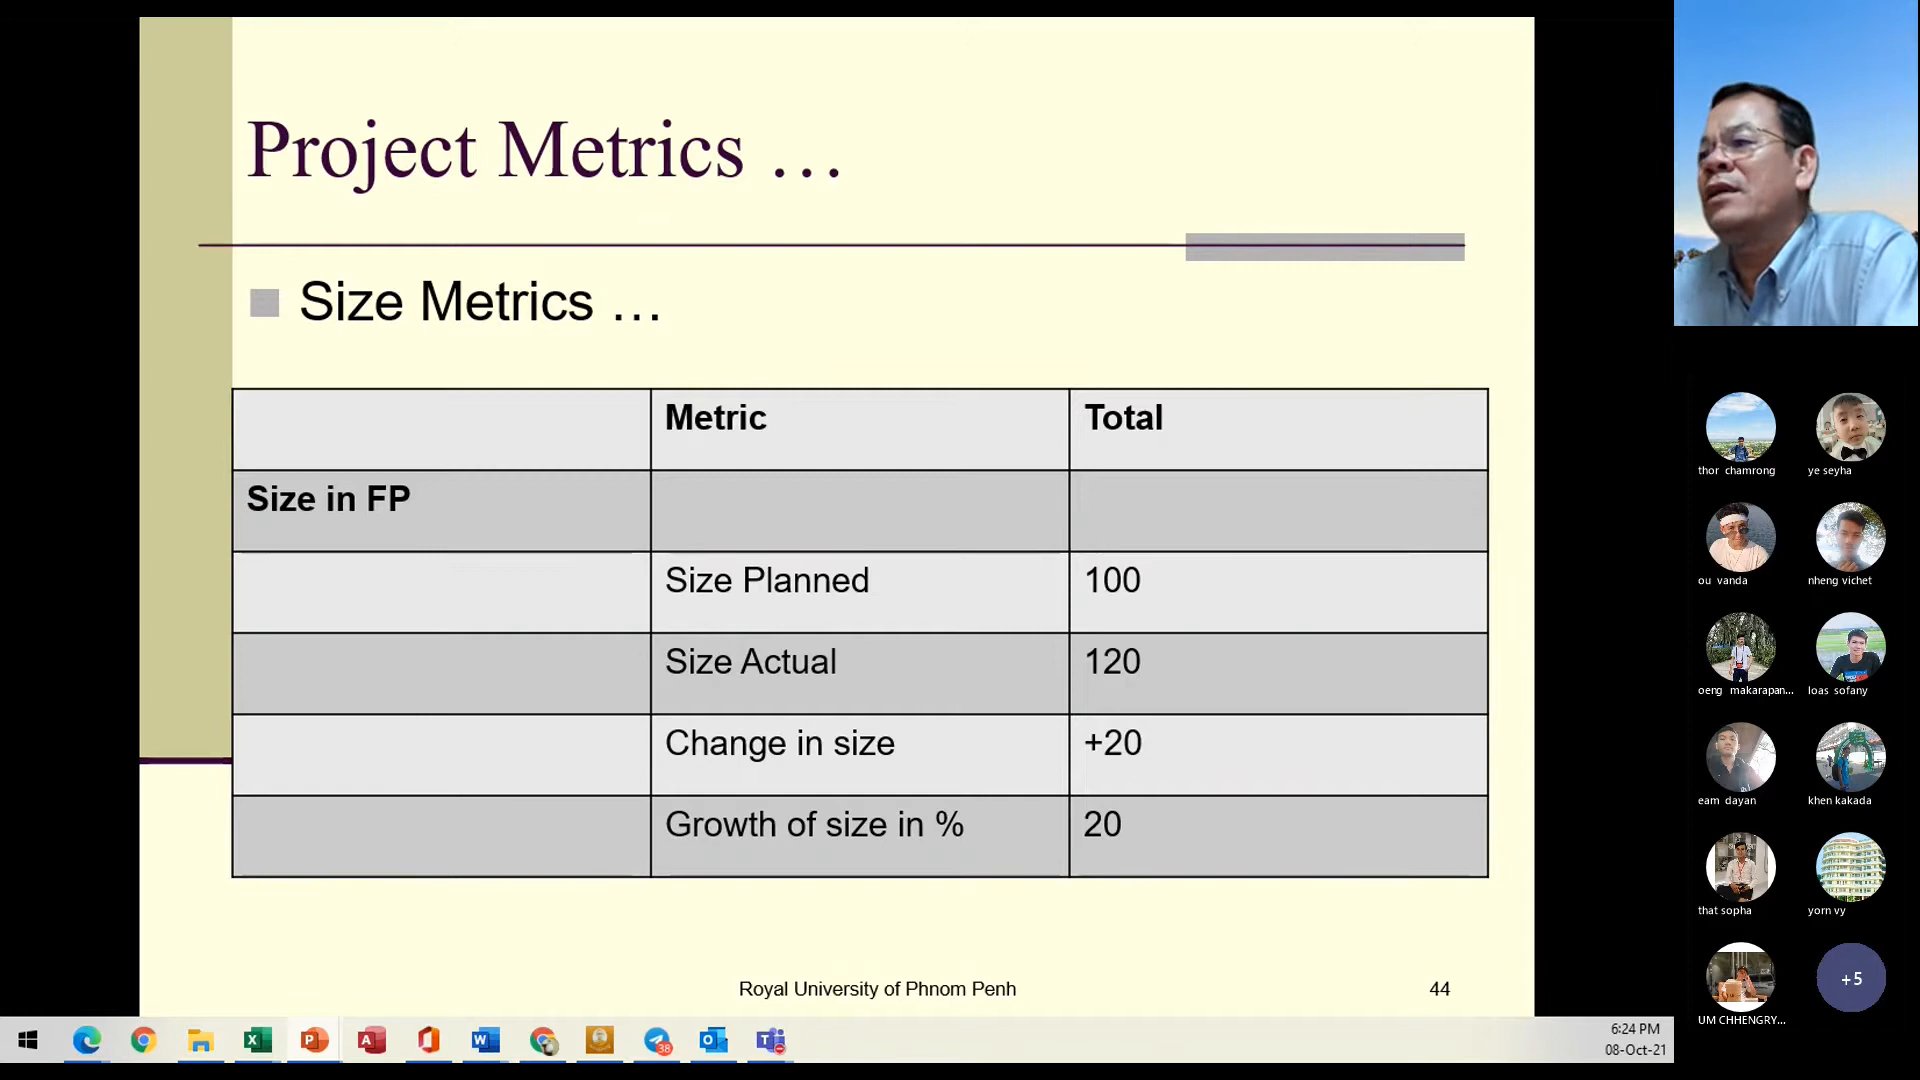 Project Metrics …
Size Metrics …
Metric Total
Size in FP
Size Planned 100
Size Actual 120
Change in size +20
Growth of size in % 20
Royal University of Phnom Penh 44
thor chamrong ye seyha
ou vanda nheng vichet
oeng makarapan... loas sofany
eam dayan khen kakada
that sopha yorn vy
+5
UM CHHENGRY...
38
6:24 PM
08-Oct-21